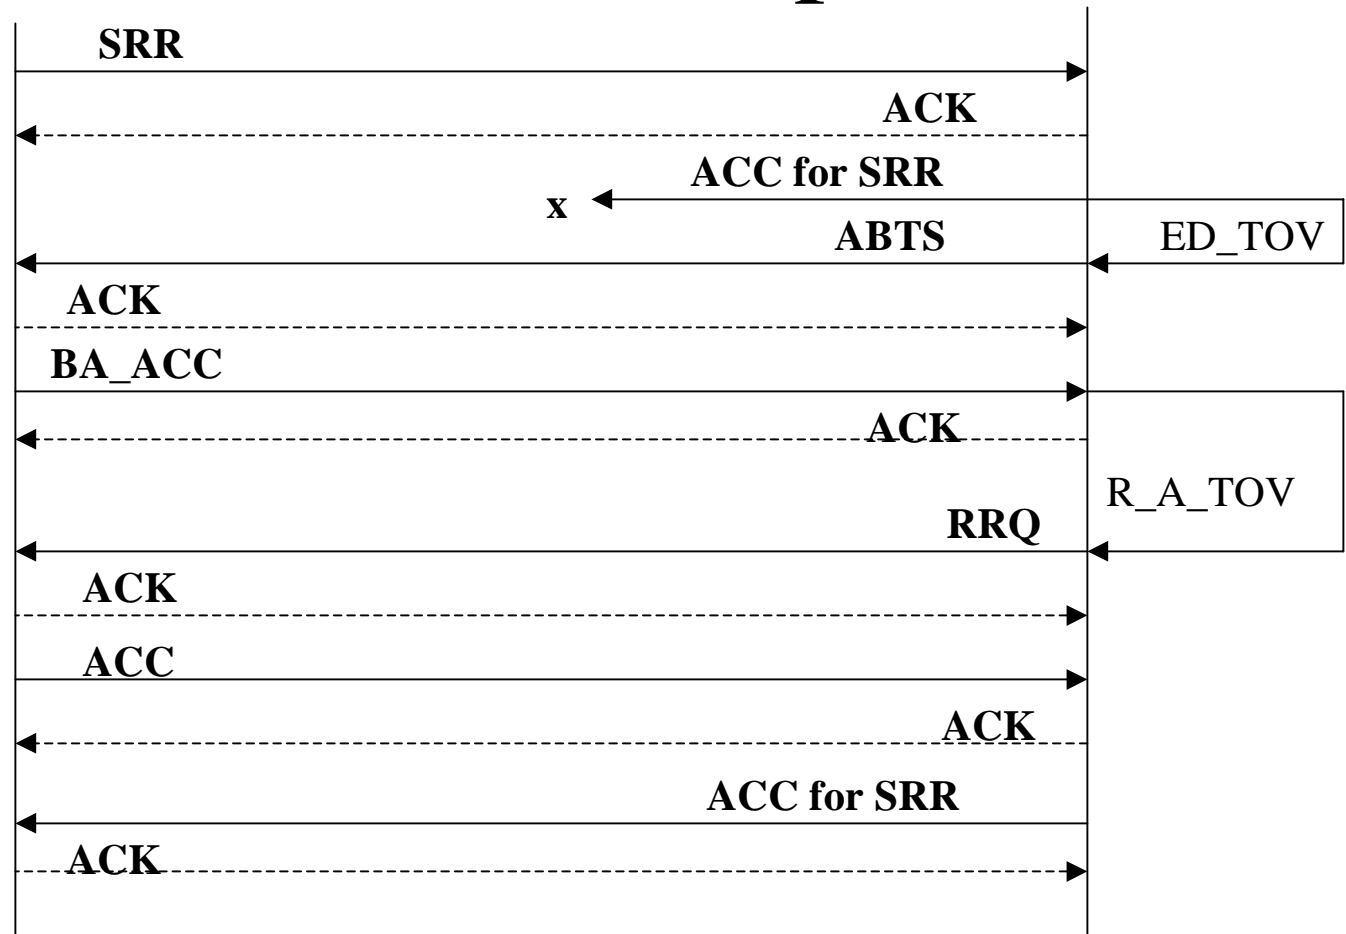 SRR
ACK
ACC for SRR
x
ABTS
ED_TOV
ACK
BA_ACC
ACK
R_A_TOV
RRQ
ACK
ACC
ACK
ACC for SRR
ACK